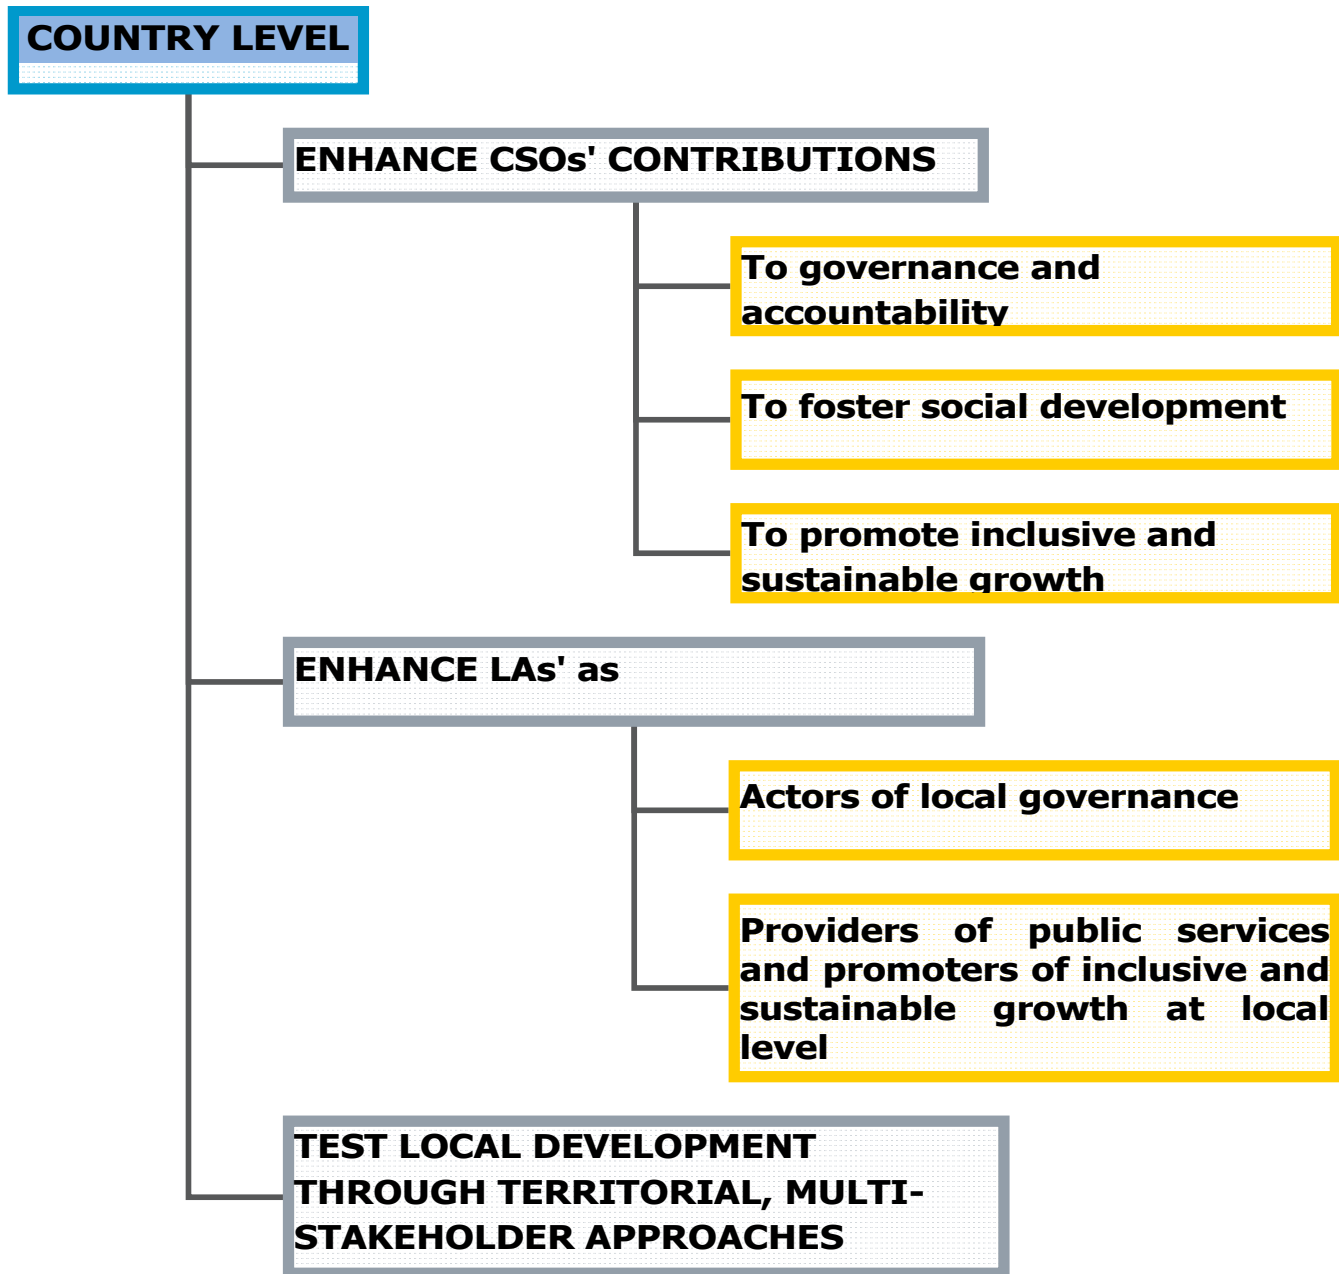 COUNTRY LEVEL
ENHANCE CSOs' CONTRIBUTIONS
To governance and
accountability
To foster social development
To promote inclusive and
sustainable growth
ENHANCE LAs' as
Actors of local governance
Providers of public services
and promoters of inclusive and
sustainable growth at local
level
TEST LOCAL DEVELOPMENT
THROUGH TERRITORIAL, MULTI-
STAKEHOLDER APPROACHES